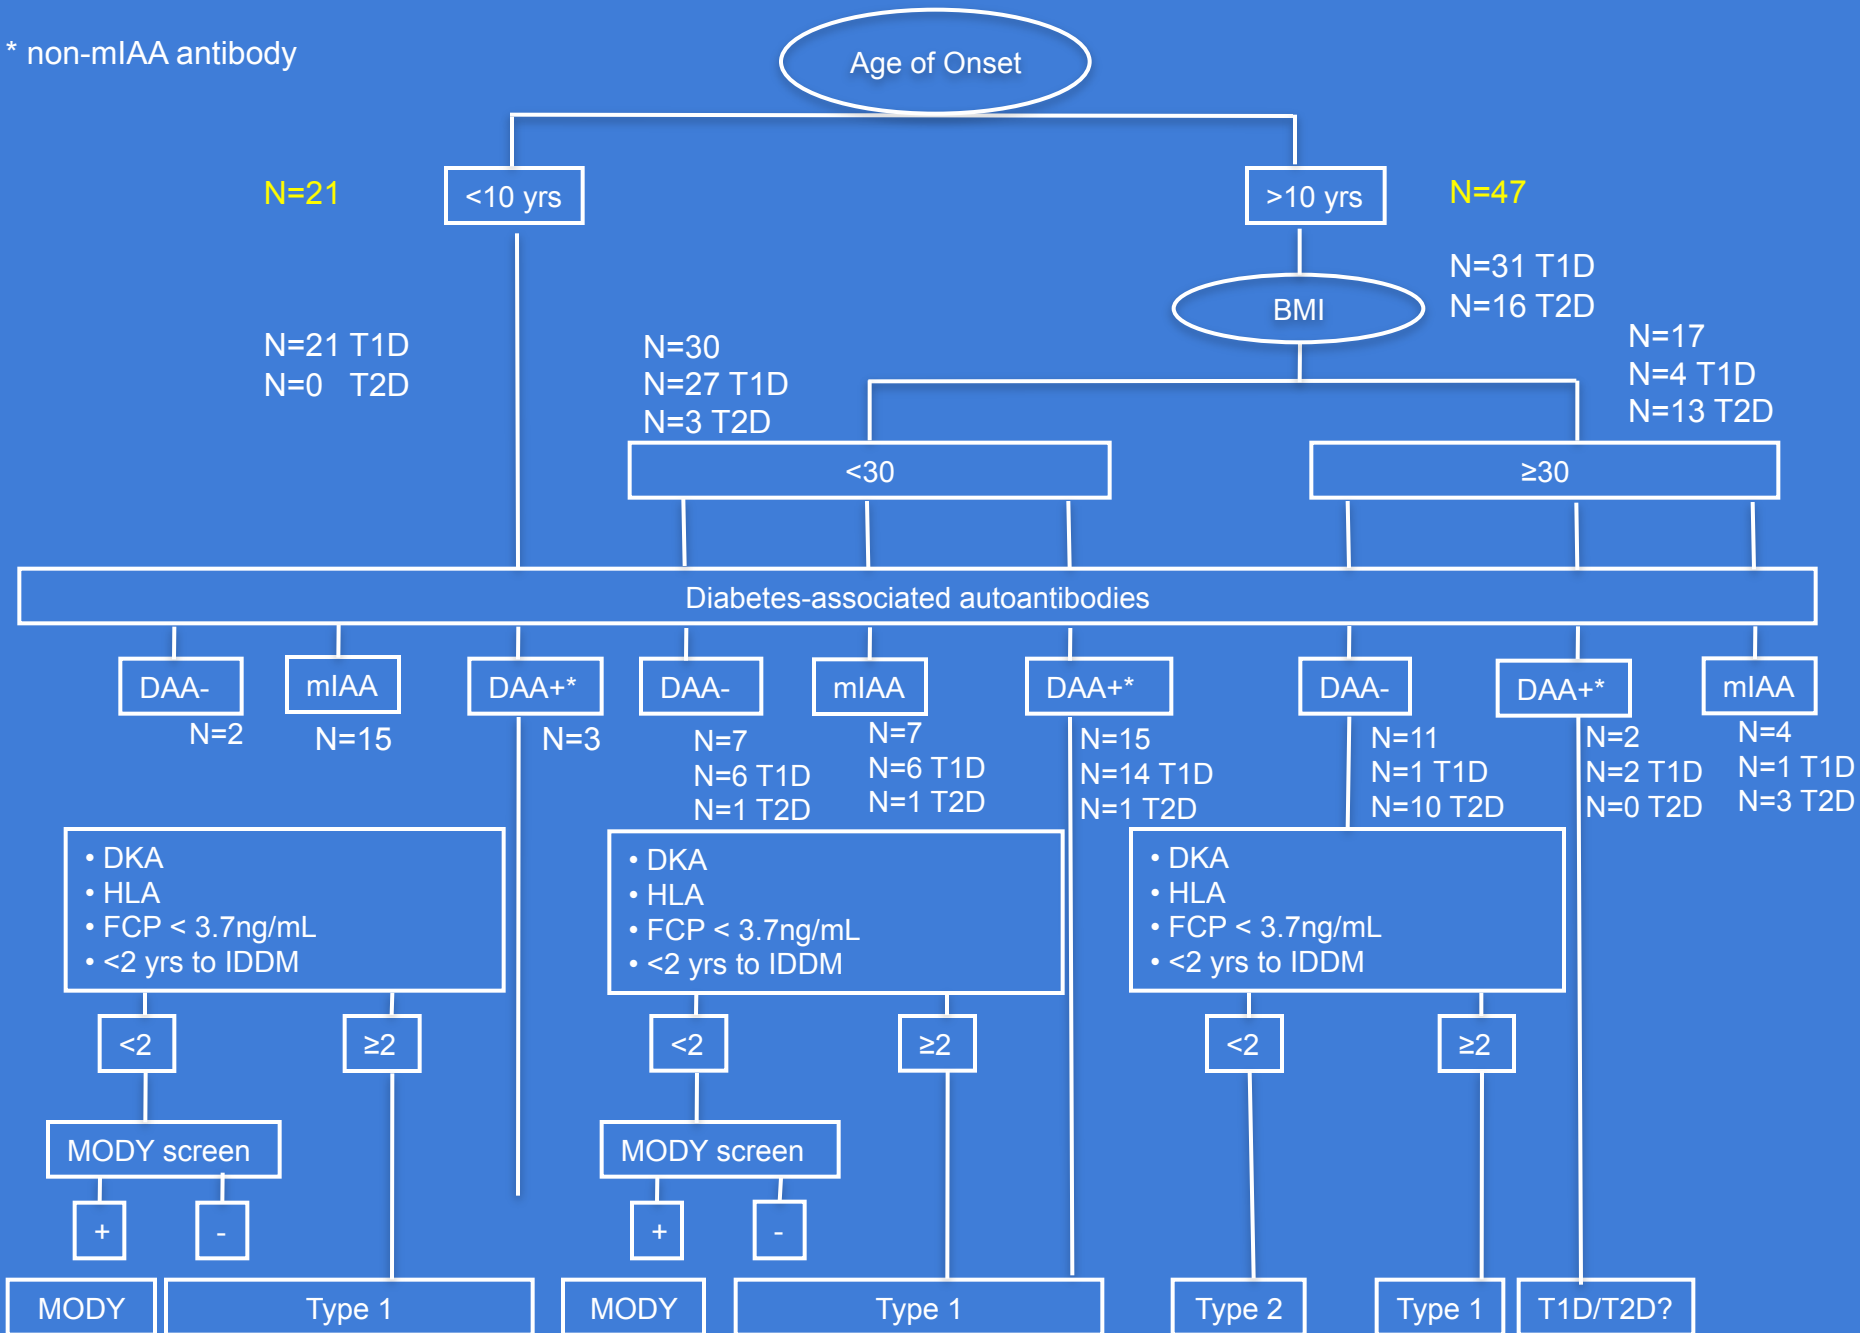 * non-mIAA antibody
Age of Onset
N=21
<10 yrs
>10 yrs
N=47
N=31 T1D
N=16 T2D
BMI
N=21 T1D
N=0 T2D
N=30
N=27 T1D
N=3 T2D
N=17
N=4 T1D
N=13 T2D
<30
≥30
Diabetes-associated autoantibodies
DAA-
N=2
mIAA
N=15
DAA+*
N=3
DAA-
N=7
N=6 T1D
N=1 T2D
mIAA
N=7
N=6 T1D
N=1 T2D
DAA+*
N=15
N=14 T1D
N=1 T2D
DAA-
N=11
N=1 T1D
N=10 T2D
DAA+*
N=2
N=2 T1D
N=0 T2D
mIAA
N=4
N=1 T1D
N=3 T2D
• DKA
• HLA
• FCP < 3.7ng/mL
• <2 yrs to IDDM
• DKA
• HLA
• FCP < 3.7ng/mL
• <2 yrs to IDDM
• DKA
• HLA
• FCP < 3.7ng/mL
• <2 yrs to IDDM
<2
≥2
<2
≥2
<2
≥2
MODY screen
MODY screen
+
-
+
-
MODY
Type 1
MODY
Type 1
Type 2
Type 1
T1D/T2D?